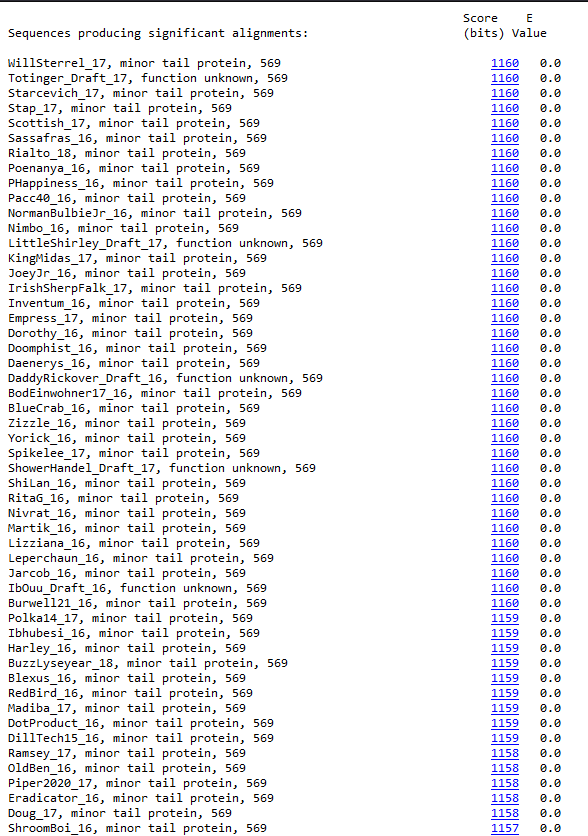 Score E
Sequences producing significant alignments: (bits) Value
WillSterrel_17, minor tail protein, 569 1160 0.0
Totinger_Draft_17, function unknown, 569 1160 0.0
Starcevich_17, minor tail protein, 569 1160 0.0
Stap_17, minor tail protein, 569 1160 0.0
Scottish_17, minor tail protein, 569 1160 0.0
Sassafras_16, minor tail protein, 569 1160 0.0
Rialto_18, minor tail protein, 569 1160 0.0
Poenanya_16, minor tail protein, 569 1160 0.0
PHappiness_16, minor tail protein, 569 1160 0.0
Pacc40_16, minor tail protein, 569 1160 0.0
NormanBulbieJr_16, minor tail protein, 569 1160 0.0
Nimbo_16, minor tail protein, 569 1160 0.0
LittleShirley_Draft_17, function unknown, 569 1160 0.0
KingMidas_17, minor tail protein, 569 1160 0.0
JoeyJr_16, minor tail protein, 569 1160 0.0
IrishSherpFalk_17, minor tail protein, 569 1160 0.0
Inventum_16, minor tail protein, 569 1160 0.0
Empress_17, minor tail protein, 569 1160 0.0
Dorothy_16, minor tail protein, 569 1160 0.0
Doomphist_16, minor tail protein, 569 1160 0.0
Daenerys_16, minor tail protein, 569 1160 0.0
DaddyRickover_Draft_16, function unknown, 569 1160 0.0
BodEinwohner17_16, minor tail protein, 569 1160 0.0
BlueCrab_16, minor tail protein, 569 1160 0.0
Zizzle_16, minor tail protein, 569 1160 0.0
Yorick_16, minor tail protein, 569 1160 0.0
Spikelee_17, minor tail protein, 569 1160 0.0
ShowerHandel_Draft_17, function unknown, 569 1160 0.0
ShiLan_16, minor tail protein, 569 1160 0.0
RitaG_16, minor tail protein, 569 1160 0.0
Nivrat_16, minor tail protein, 569 1160 0.0
Martik_16, minor tail protein, 569 1160 0.0
Lizziana_16, minor tail protein, 569 1160 0.0
Leperchaun_16, minor tail protein, 569 1160 0.0
Jarcob_16, minor tail protein, 569 1160 0.0
IbOuu_Draft_16, function unknown, 569 1160 0.0
Burwell21_16, minor tail protein, 569 1160 0.0
Polka14_17, minor tail protein, 569 1159 0.0
Ibhubesi_16, minor tail protein, 569 1159 0.0
Harley_16, minor tail protein, 569 1159 0.0
BuzzLyseyear_18, minor tail protein, 569 1159 0.0
Blexus_16, minor tail protein, 569 1159 0.0
RedBird_16, minor tail protein, 569 1159 0.0
Madiba_17, minor tail protein, 569 1159 0.0
DotProduct_16, minor tail protein, 569 1159 0.0
DillTech15_16, minor tail protein, 569 1159 0.0
Ramsey_17, minor tail protein, 569 1158 0.0
OldBen_16, minor tail protein, 569 1158 0.0
Piper2020_17, minor tail protein, 569 1158 0.0
Eradicator_16, minor tail protein, 569 1158 0.0
Doug_17, minor tail protein, 569 1158 0.0
ShroomBoi_16, minor tail protein, 569 1157 0.0